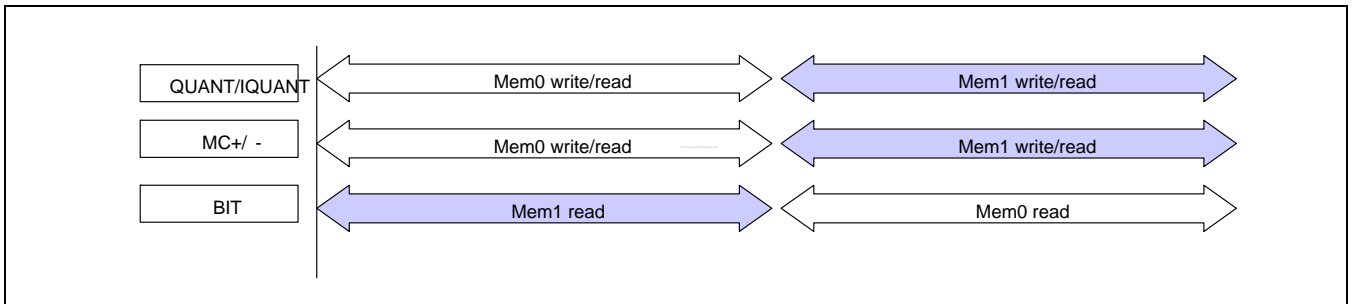 QUANT/IQUANT Mem0 write/read Mem1 write/read
MC+/ - Mem0 write/read Mem1 write/read
BIT Mem1 read Mem0 read